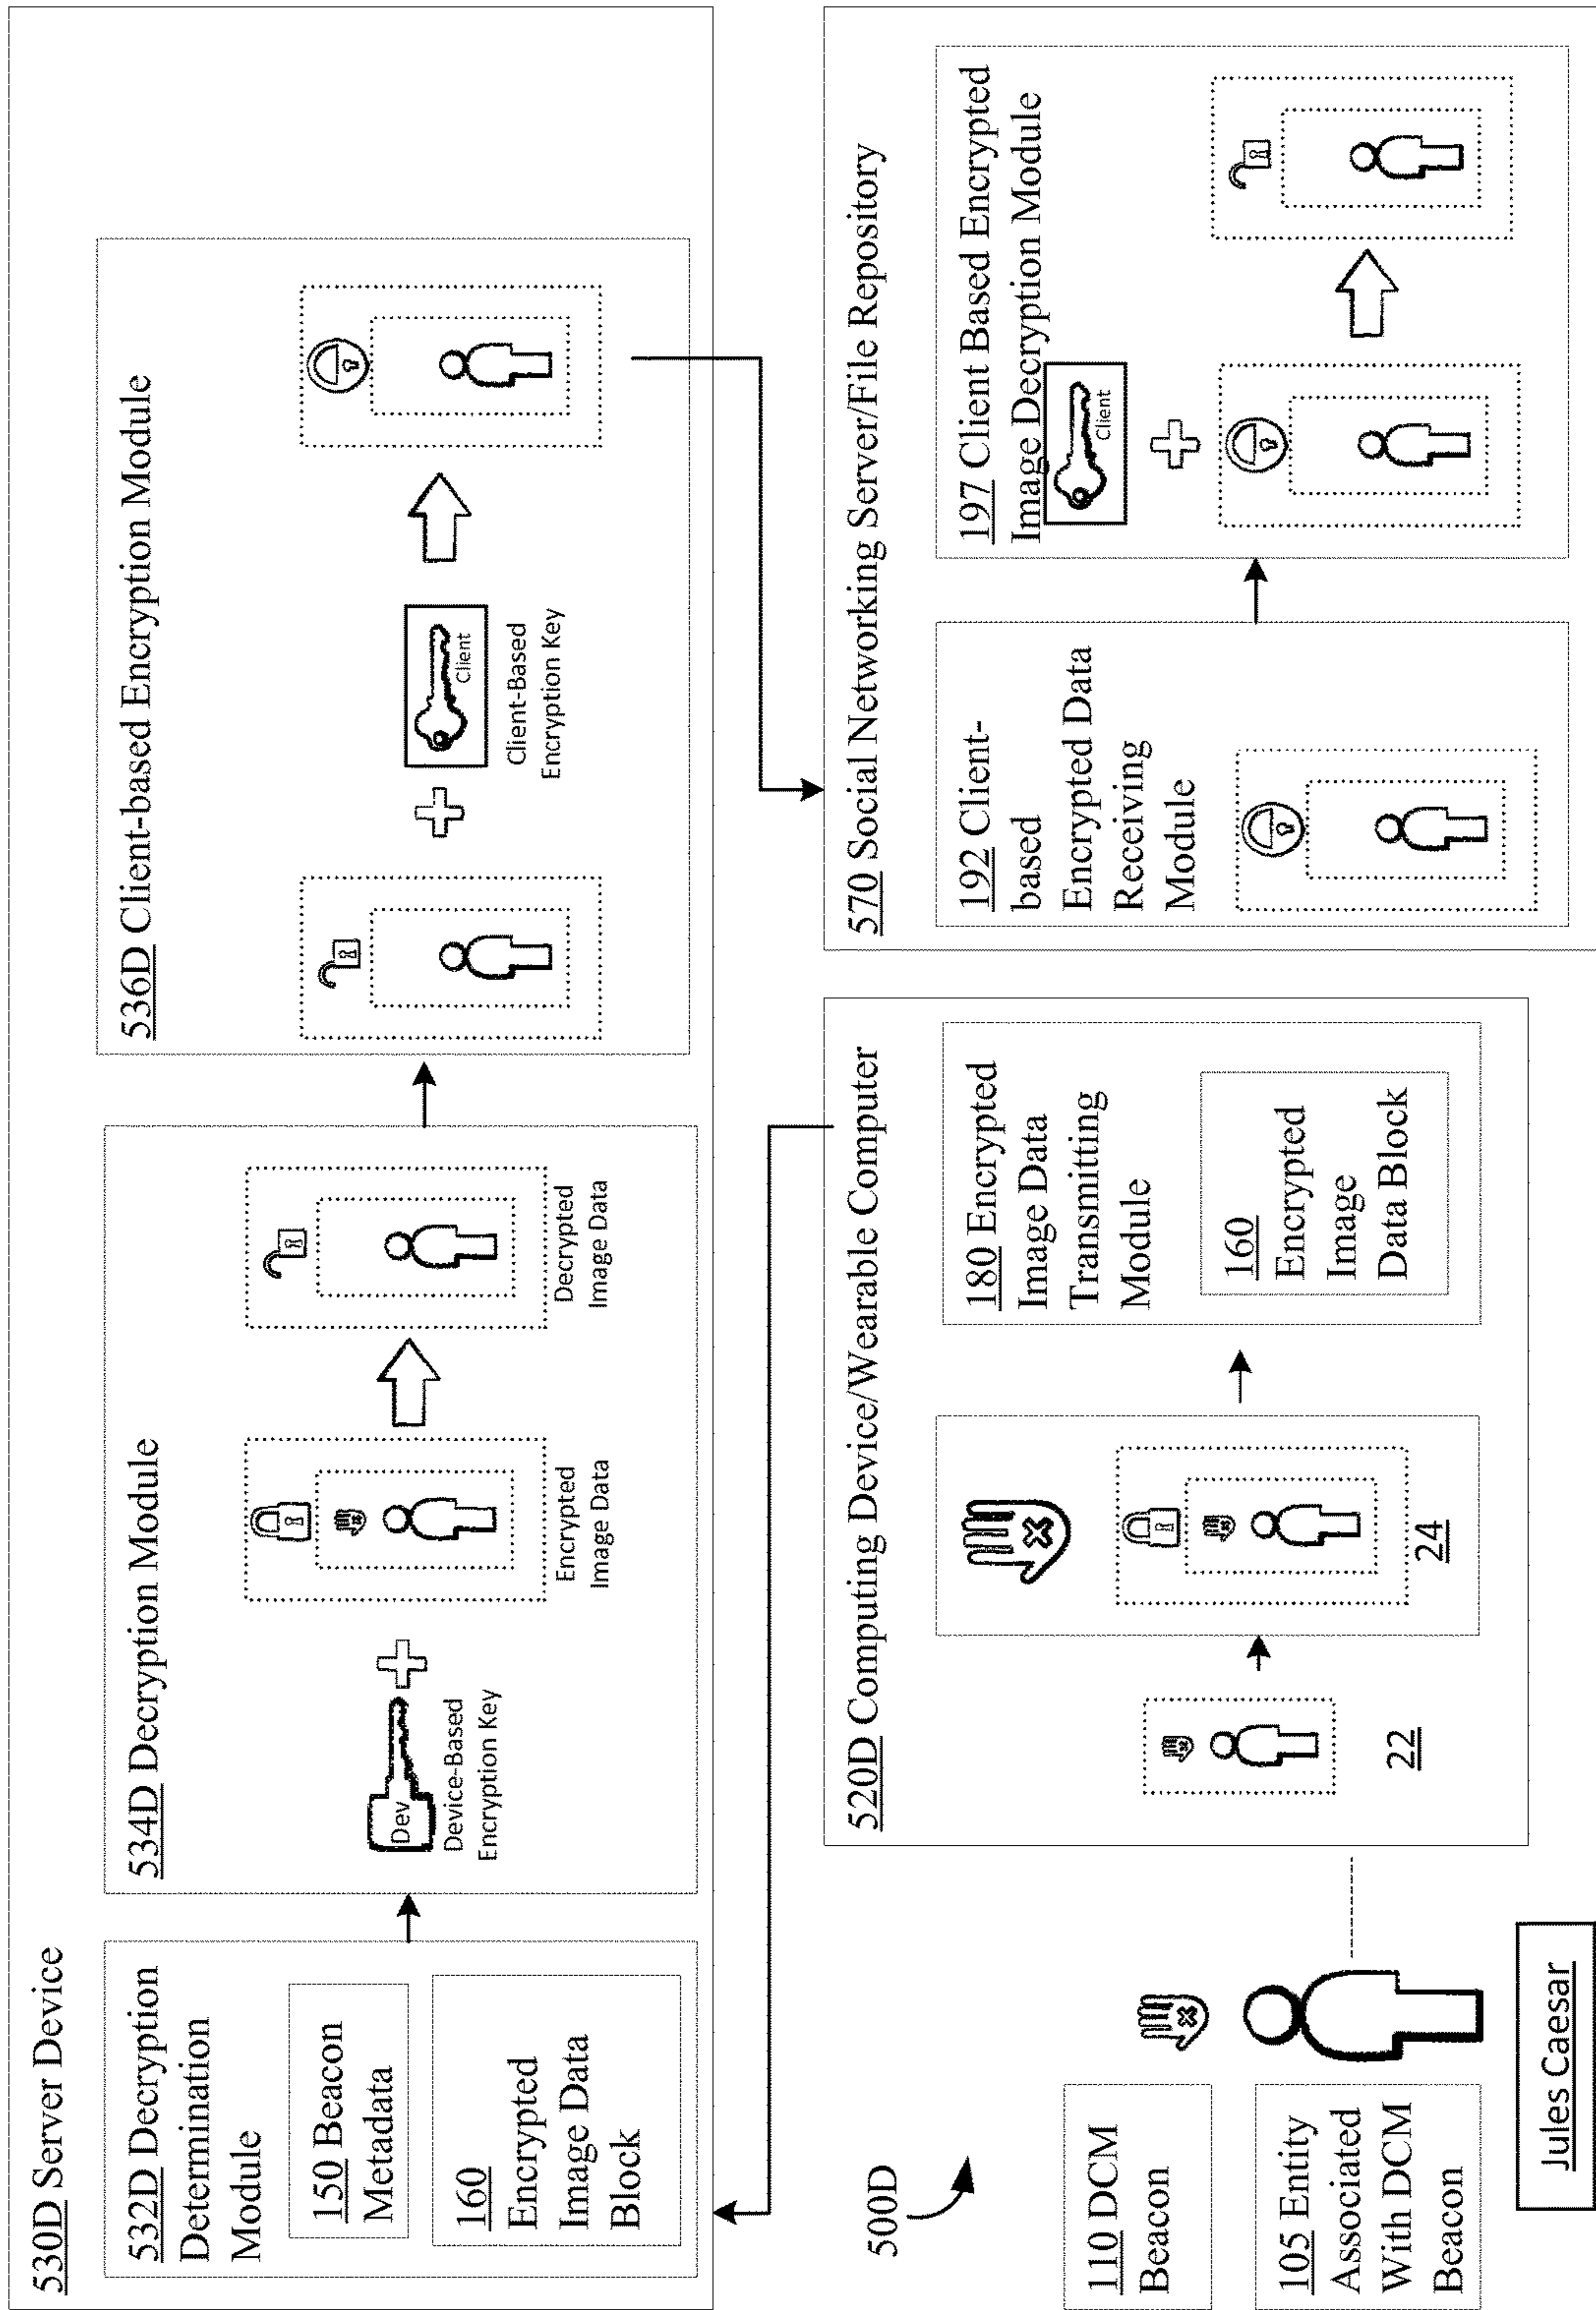 530D Server Device
532D Decryption
Determination
Module
150 Beacon
Metadata
160
Encrypted
Image Data
Block
534D Decryption Module
Dev
Device-Based
Encryption Key
Encrypted
Image Data
Decrypted
Image Data
536D Client-based Encryption Module
Client
Client-Based
Encryption Key
500D
110 DCM
Beacon
105 Entity
Associated
With DCM
Beacon
Jules Caesar
520D Computing Device/Wearable Computer
22
24
180 Encrypted
Image Data
Transmitting
Module
160
Encrypted
Image
Data Block
570 Social Networking Server/File Repository
192 Client-
based
Encrypted Data
Receiving
Module
197 Client Based Encrypted
Image Decryption Module
Client